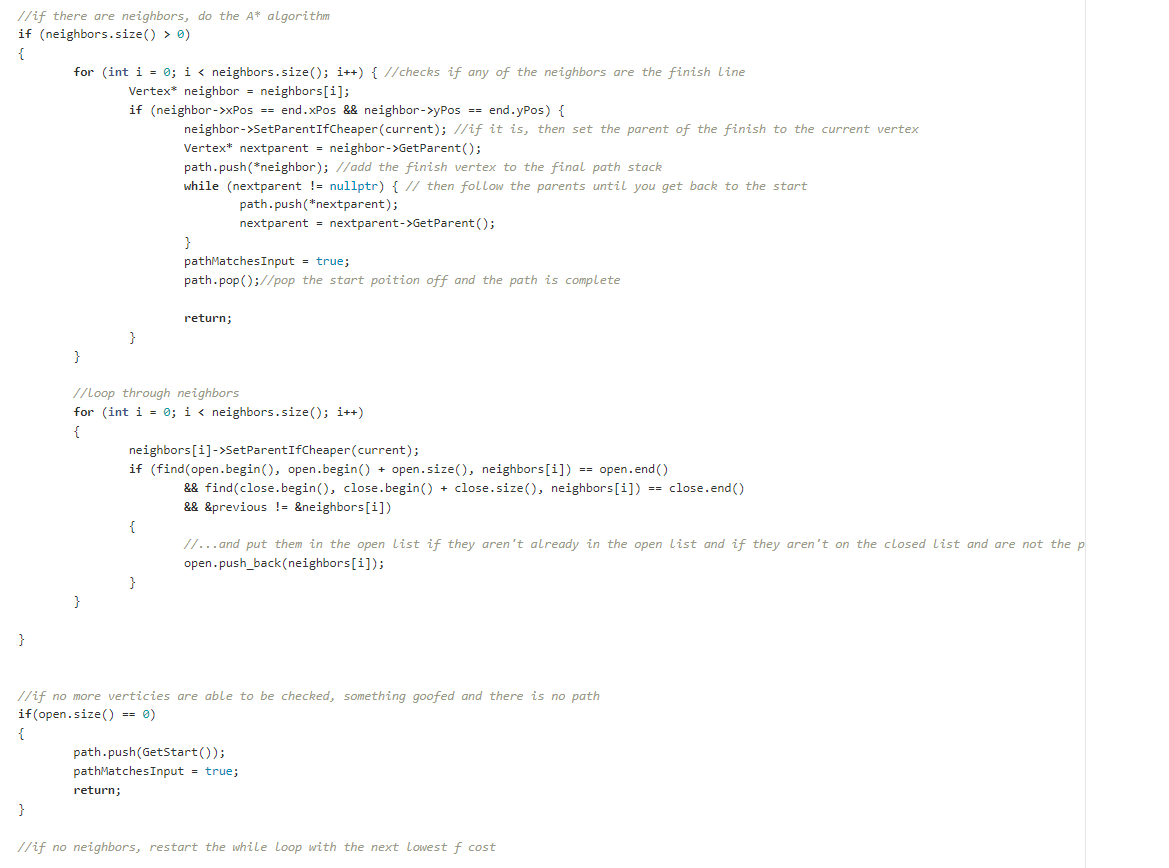 //if there are neighbors, do the A* algorithm
if (neighbors.size() > 0)
{
for (int i = 0; i < neighbors.size(); i++) { //checks if any of the neighbors are the finish line
Vertex* neighbor = neighbors[i];
if (neighbor->xPos == end.xPos && neighbor->yPos == end.yPos) {
neighbor->SetParentIfCheaper(current); //if it is, then set the parent of the finish to the current vertex
Vertex* nextparent = neighbor->GetParent();
path.push(*neighbor); //add the finish vertex to the final path stack
while (nextparent != nullptr) { // then follow the parents until you get back to the start
path.push(*nextparent);
nextparent = nextparent->GetParent();
}
pathMatchesInput = true;
path.pop();//pop the start poition off and the path is complete
return;
}
}
//loop through neighbors
for (int i = 0; i < neighbors.size(); i++)
{
neighbors[i]->SetParentIfCheaper(current);
if (find(open.begin(), open.begin() + open.size(), neighbors[i]) == open.end()
&& find(close.begin(), close.begin() + close.size(), neighbors[i]) == close.end()
&& &previous != &neighbors[i])
{
//...and put them in the open list if they aren't already in the open list and if they aren't on the closed list and are not the p
open.push_back(neighbors[i]);
}
}
}
//if no more verticies are able to be checked, something goofed and there is no path
if(open.size() == 0)
{
path.push(GetStart());
pathMatchesInput = true;
return;
}
//if no neighbors, restart the while loop with the next lowest f cost